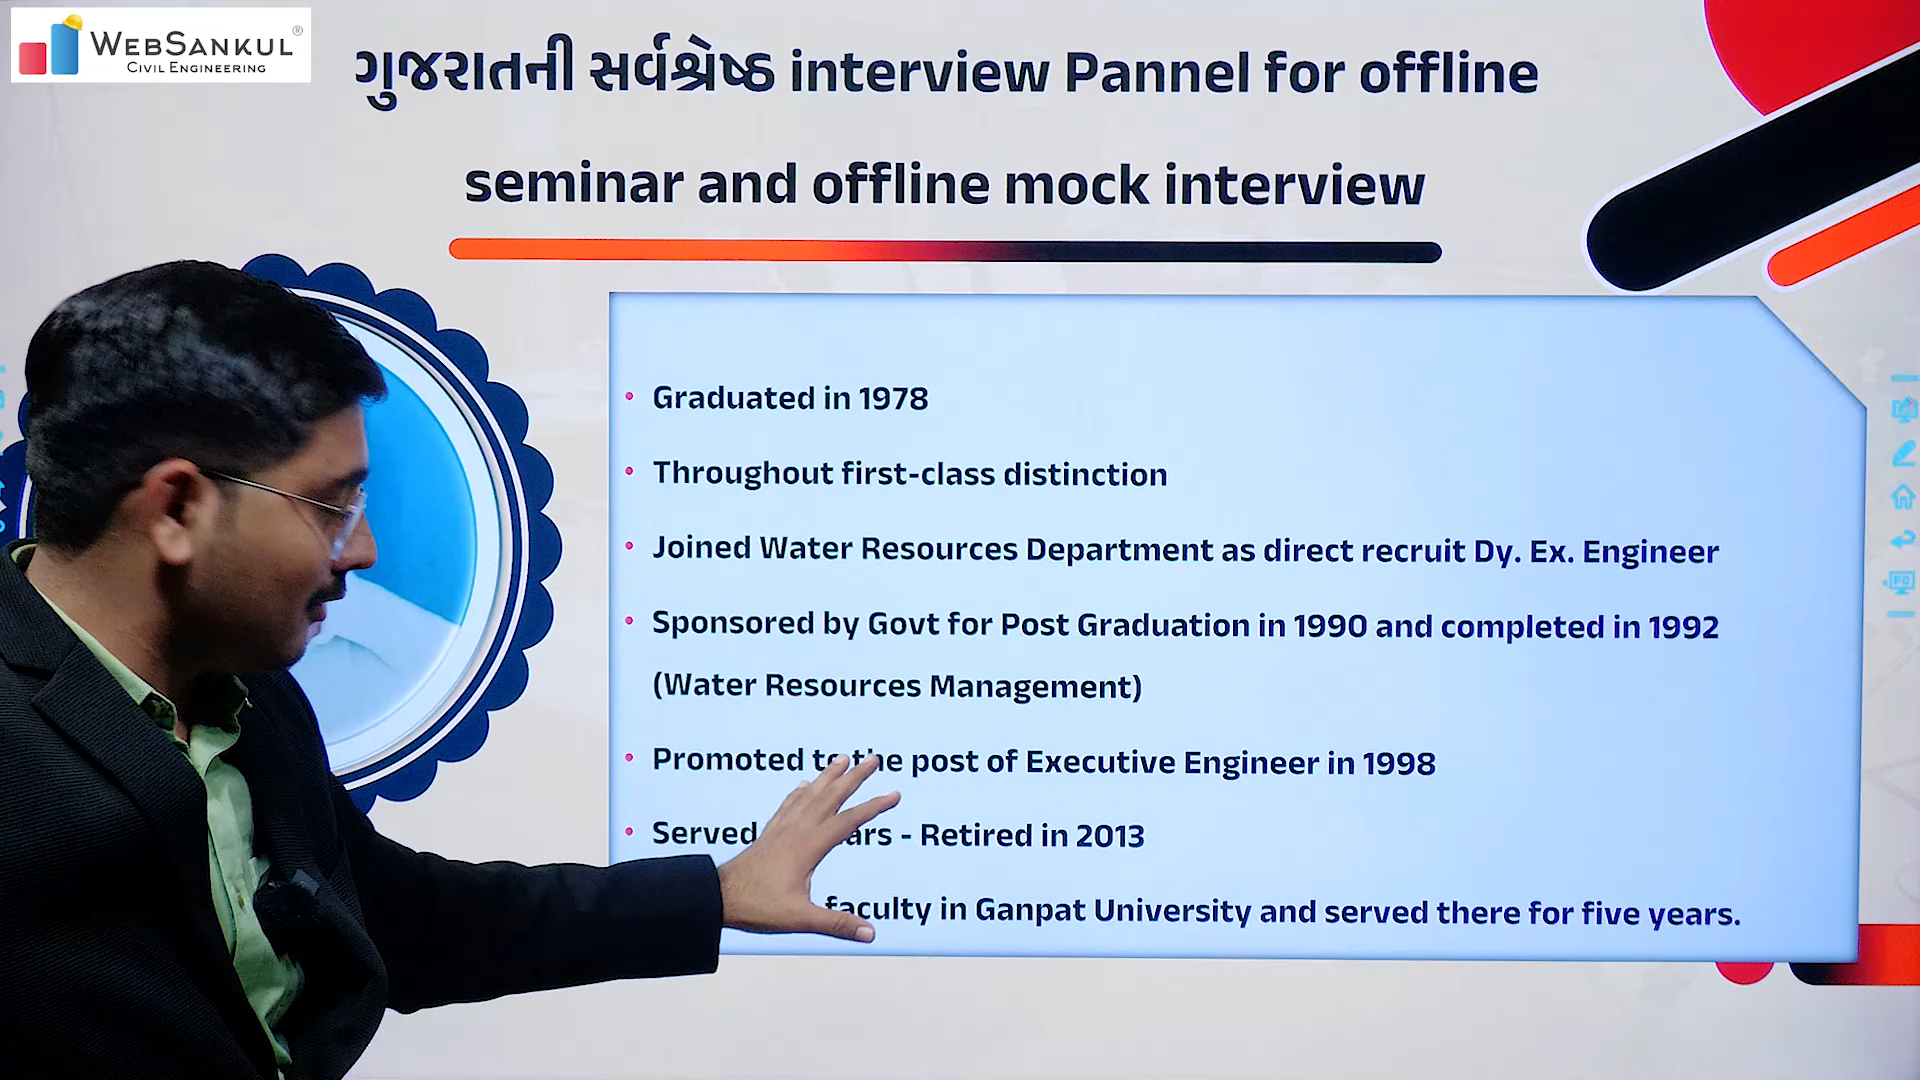 WEBSANKUL®
CIVIL ENGINEERING
ગુજરાતની સર્વશ્રેષ્ઠ interview Pannel for offline
seminar and offline mock interview
• Graduated in 1978
• Throughout first-class distinction
• Joined Water Resources Department as direct recruit Dy. Ex. Engineer
• Sponsored by Govt for Post Graduation in 1990 and completed in 1992
(Water Resources Management)
• Promoted to the post of Executive Engineer in 1998
• Served - Retired in 2013
faculty in Ganpat University and served there for five years.